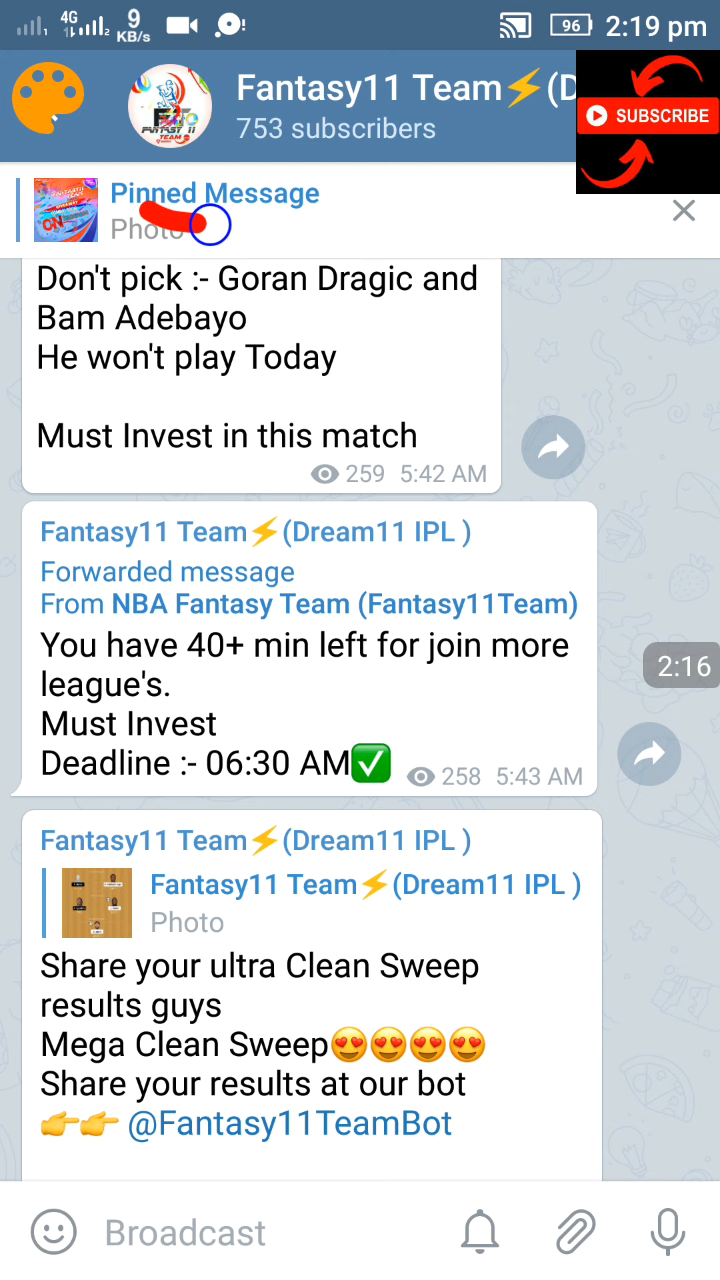 4G
9
KB/s
96
2:19 pm
Fantasy11 Team⚡(D
753 subscribers
SUBSCRIBE
Pinned Message
Photo
Don't pick :- Goran Dragic and
Bam Adebayo
He won't play Today
Must Invest in this match
259 5:42 AM
Fantasy11 Team⚡(Dream11 IPL )
Forwarded message
From NBA Fantasy Team (Fantasy11Team)
You have 40+ min left for join more
league's.
Must Invest
Deadline :- 06:30 AM✅ 258 5:43 AM
2:16
Fantasy11 Team⚡(Dream11 IPL )
Fantasy11 Team⚡(Dream11 IPL )
Photo
Share your ultra Clean Sweep
results guys
Mega Clean Sweep😍😍😍😍
Share your results at our bot
👉👉 @Fantasy11TeamBot
Broadcast